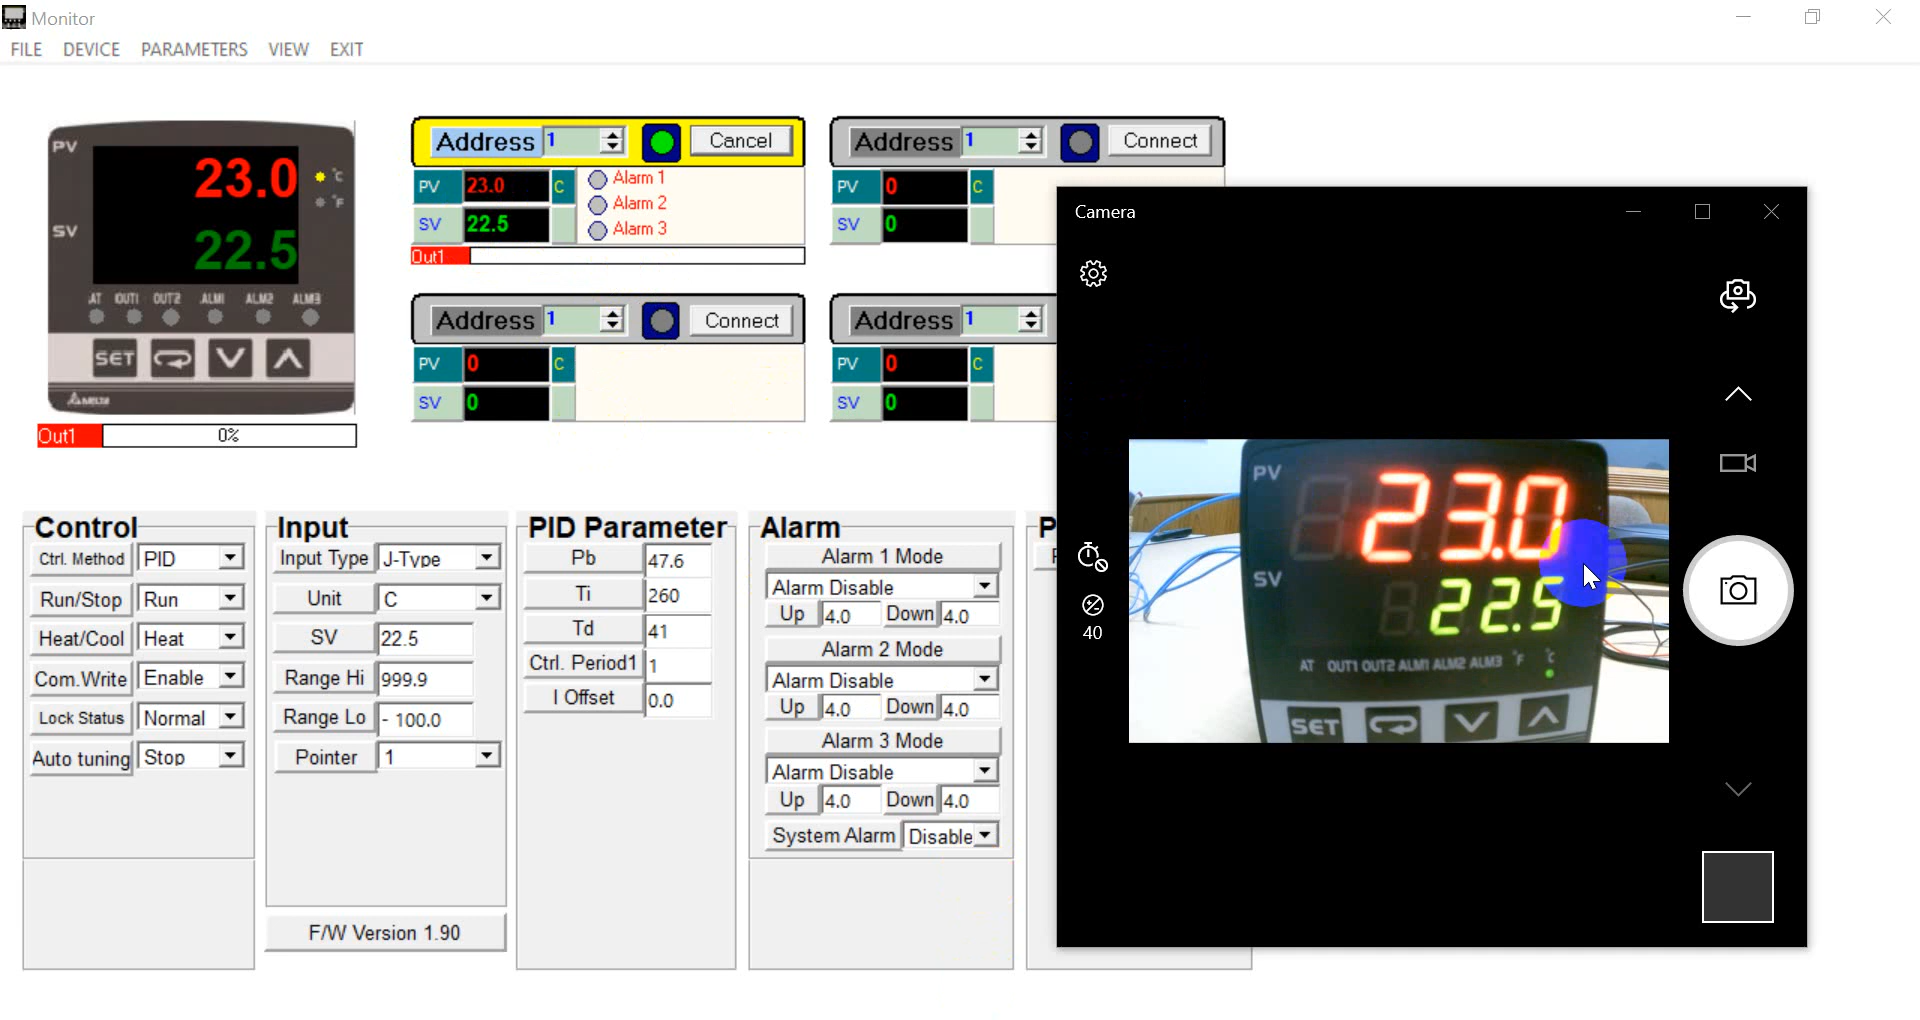 Monitor
FILE DEVICE PARAMETERS VIEW EXIT
PV
23.0
°C
°F
SV
22.5
AT OUT1 OUT2 ALM1 ALM2 ALM3
SET
DELTA
Out1 0%
Address 1 Cancel
PV 23.0 C
SV 22.5
Alarm 1
Alarm 2
Alarm 3
Out1
Address 1 Connect
PV 0 C
SV 0
Address 1 Connect
PV 0 C
SV 0
Address 1
PV 0 C
SV 0
Control
Ctrl. Method PID
Run/Stop Run
Heat/Cool Heat
Com.Write Enable
Lock Status Normal
Auto tuning Stop
Input
Input Type J-Type
Unit C
SV 22.5
Range Hi 999.9
Range Lo - 100.0
Pointer 1
F/W Version 1.90
PID Parameter
Pb 47.6
Ti 260
Td 41
Ctrl. Period1 1
I Offset 0.0
Alarm
Alarm 1 Mode
Alarm Disable
Up 4.0 Down 4.0
Alarm 2 Mode
Alarm Disable
Up 4.0 Down 4.0
Alarm 3 Mode
Alarm Disable
Up 4.0 Down 4.0
System Alarm Disable
P
Camera
40
PV
23.0
SV
22.5
AT OUT1 OUT2 ALM1 ALM2 ALM3 °F °C
SET